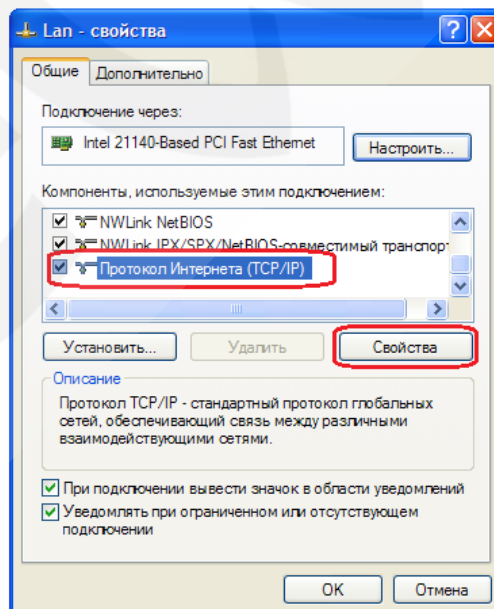 Lan - свойства
Общие Дополнительно
Подключение через:
Intel 21140-Based PCI Fast Ethernet Настроить...
Компоненты, используемые этим подключением:
NWLink NetBIOS
NWLink IPX/SPX/NetBIOS-совместимый транспорт
Протокол Интернета (TCP/IP)
Установить... Удалить Свойства
Описание
Протокол TCP/IP - стандартный протокол глобальных
сетей, обеспечивающий связь между различными
взаимодействующими сетями.
При подключении вывести значок в области уведомлений
Уведомлять при ограниченном или отсутствующем
подключении
OK Отмена